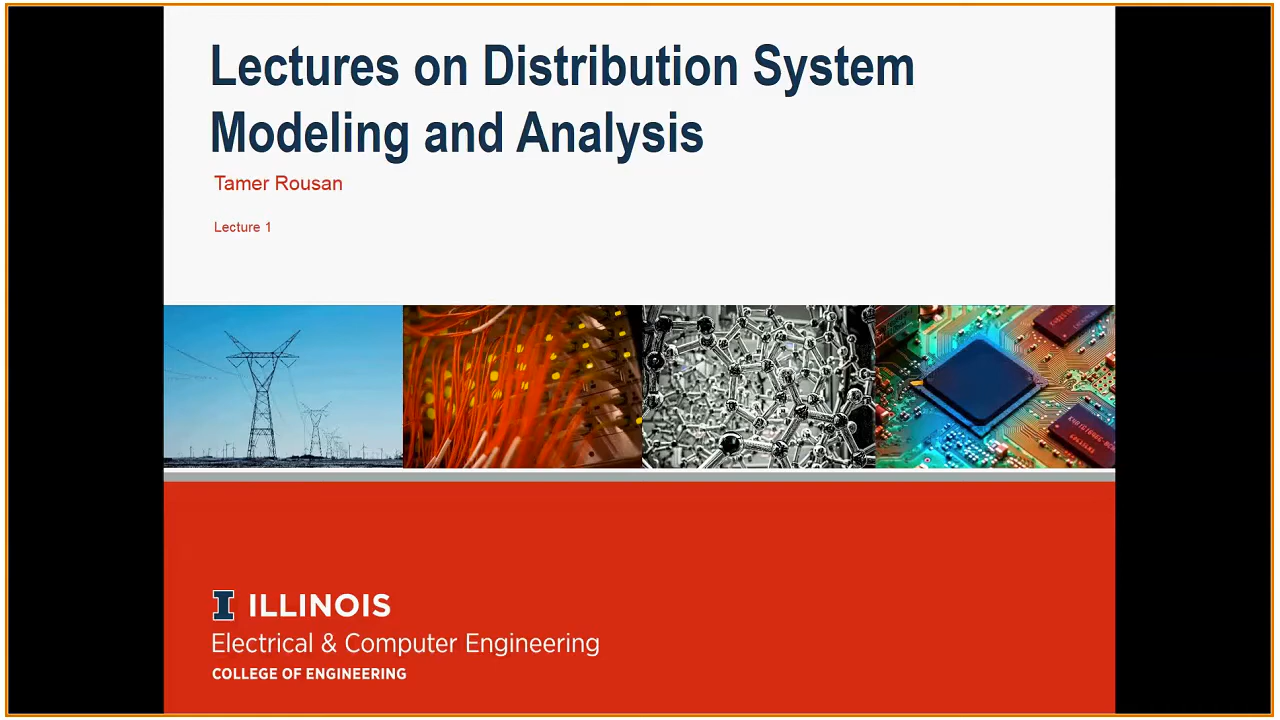 Lectures on Distribution System
Modeling and Analysis
Tamer Rousan
Lecture 1
I ILLINOIS
Electrical & Computer Engineering
COLLEGE OF ENGINEERING